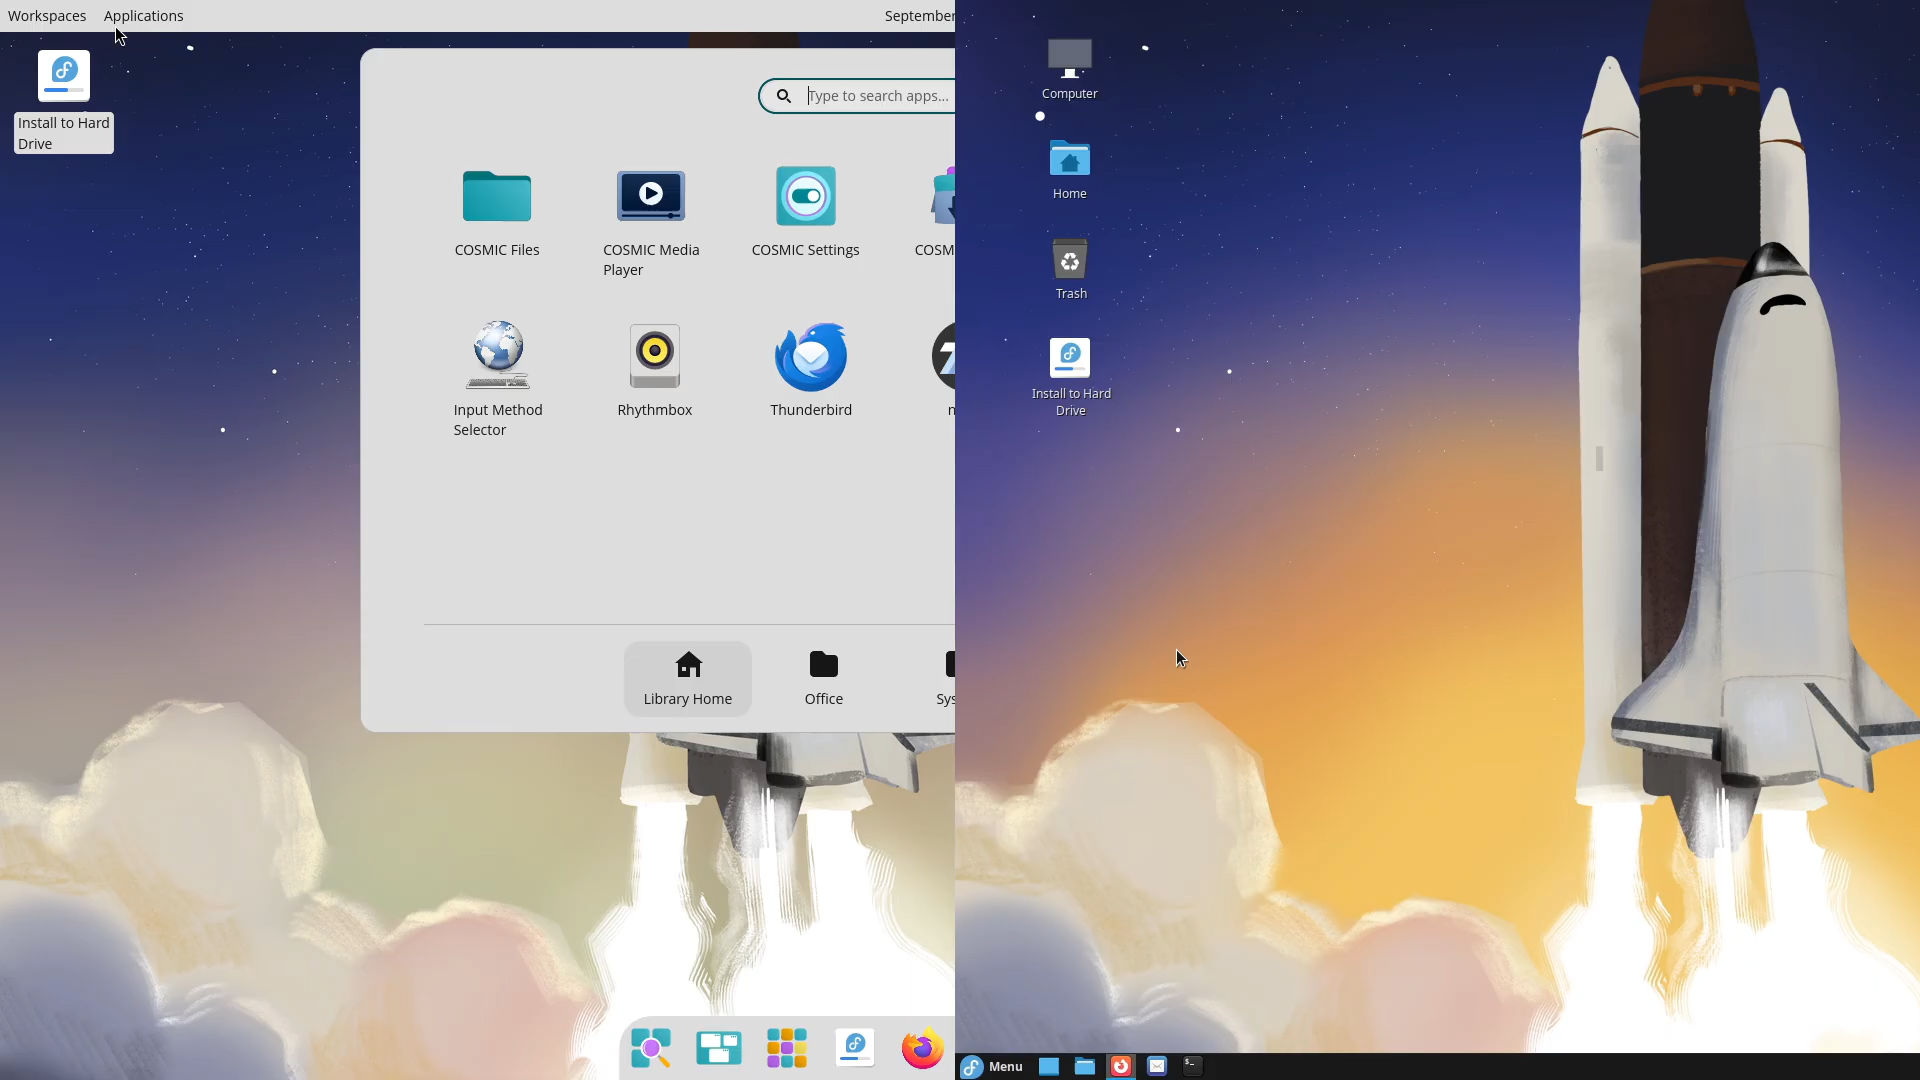 Workspaces Applications
September
Install to Hard
Drive
Type to search apps...
COSMIC Files
COSMIC Media
Player
COSMIC Settings
COSM
Input Method
Selector
Rhythmbox
Thunderbird
Library Home
Office
Sys
Computer
Home
Trash
Install to Hard
Drive
Menu